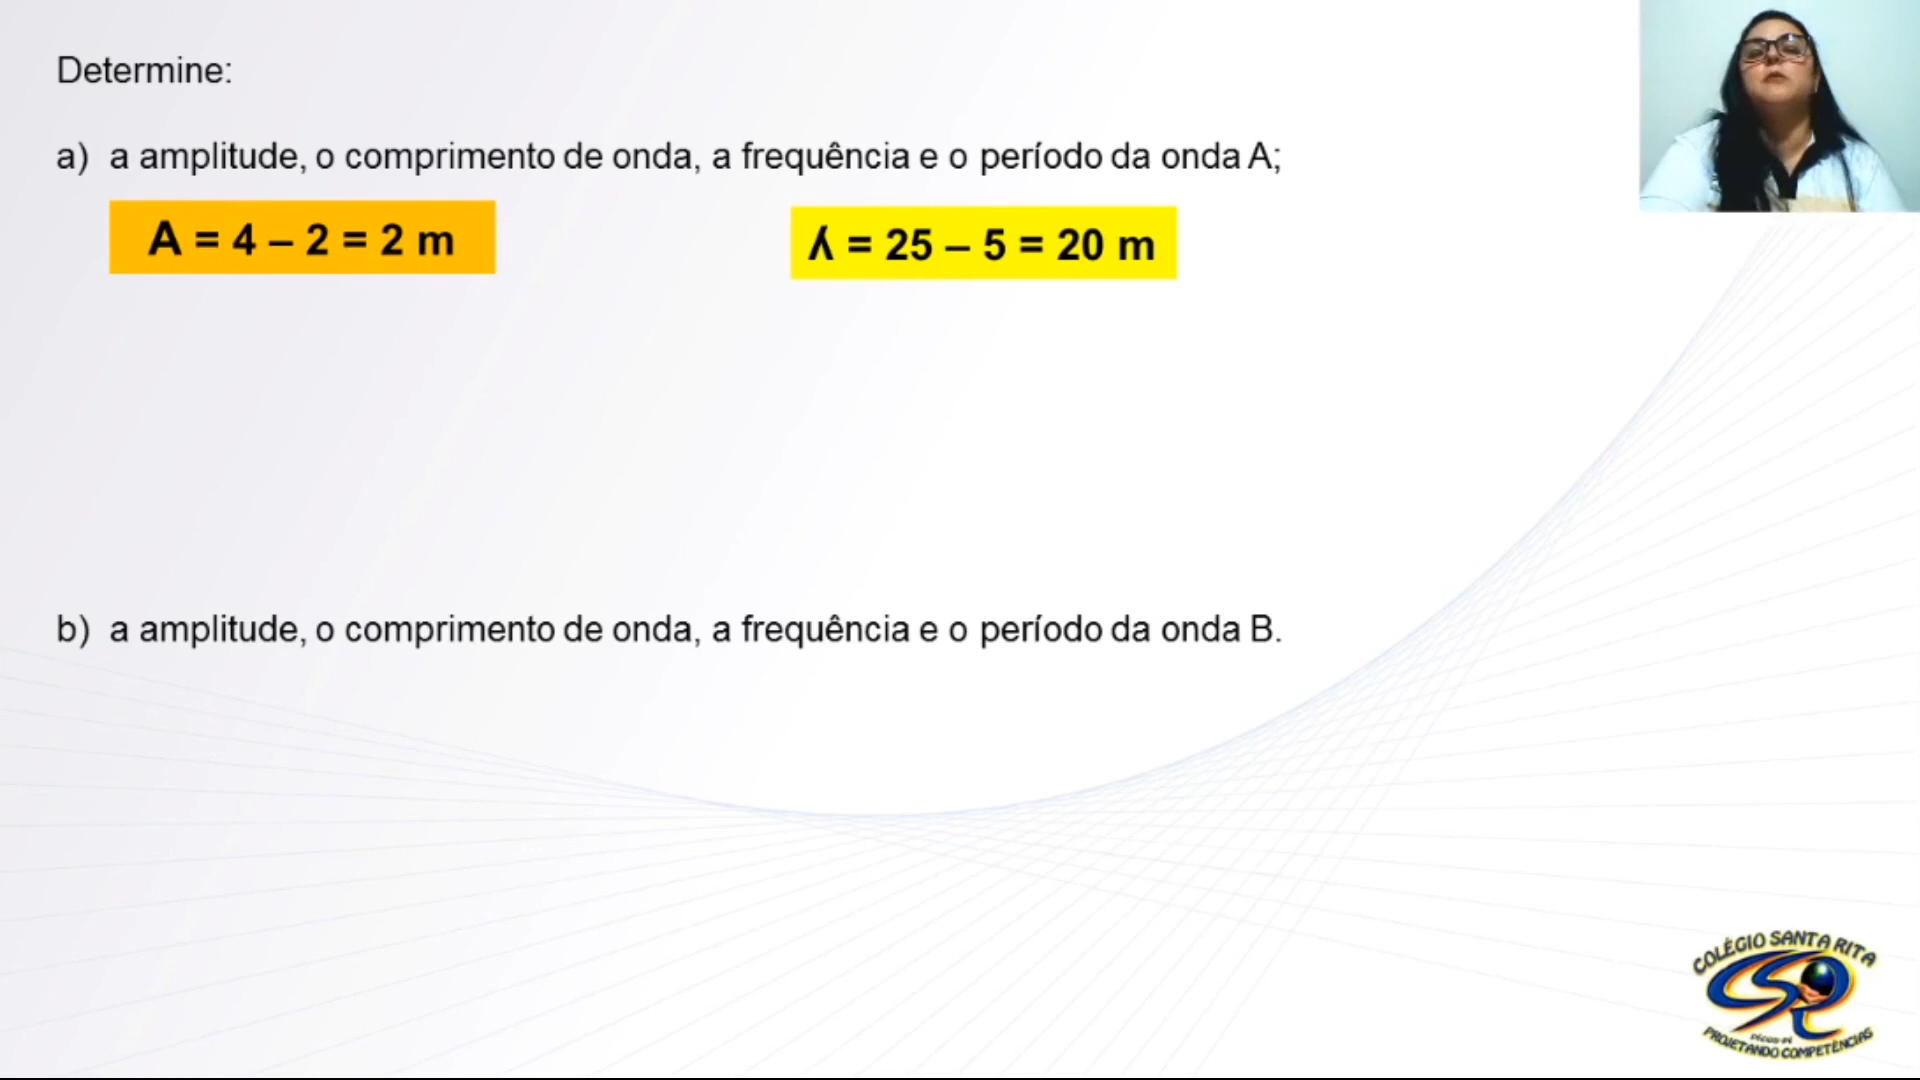 Determine:
a) a amplitude, o comprimento de onda, a frequência e o período da onda A;
A = 4 – 2 = 2 m
ʎ = 25 – 5 = 20 m
b) a amplitude, o comprimento de onda, a frequência e o período da onda B.
COLÉGIO SANTA RITA
PROJETANDO COMPETÊNCIAS